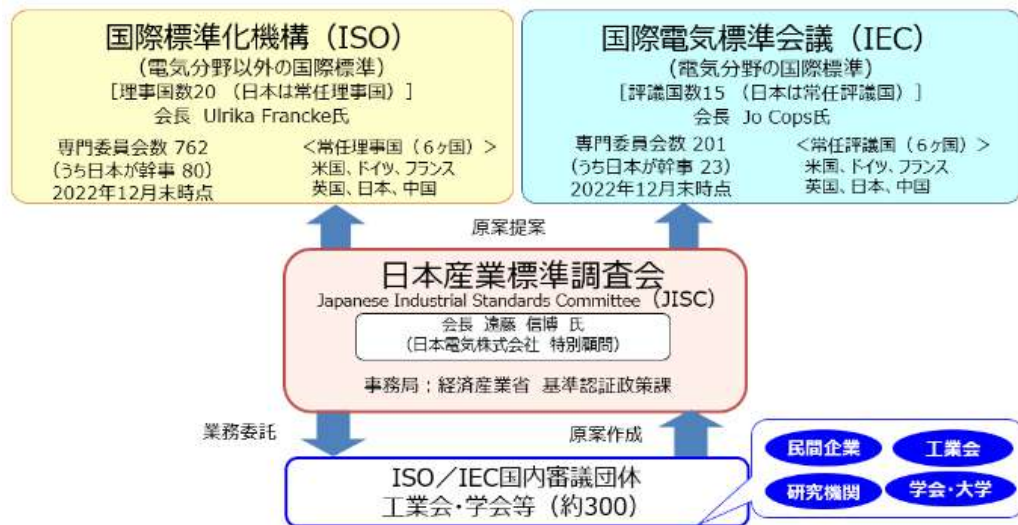 国際標準化機構（ISO）
（電気分野以外の国際標準）
［理事国数20 （日本は常任理事国）］
会長 Ulrika Francke氏
専門委員会数 762
（うち日本が幹事 80）
2022年12月末時点
＜常任理事国（6ヶ国）＞
米国、ドイツ、フランス
英国、日本、中国
国際電気標準会議（IEC）
（電気分野の国際標準）
［評議国数15 （日本は常任評議国）］
会長 Jo Cops氏
専門委員会数 201
（うち日本が幹事 23）
2022年12月末時点
＜常任評議国（6ヶ国）＞
米国、ドイツ、フランス
英国、日本、中国
原案提案
日本産業標準調査会
Japanese Industrial Standards Committee（JISC）
会長 遠藤 信博 氏
（日本電気株式会社 特別顧問）
事務局：経済産業省 基準認証政策課
業務委託
原案作成
ISO／IEC国内審議団体
工業会・学会等（約300）
民間企業
工業会
研究機関
学会・大学